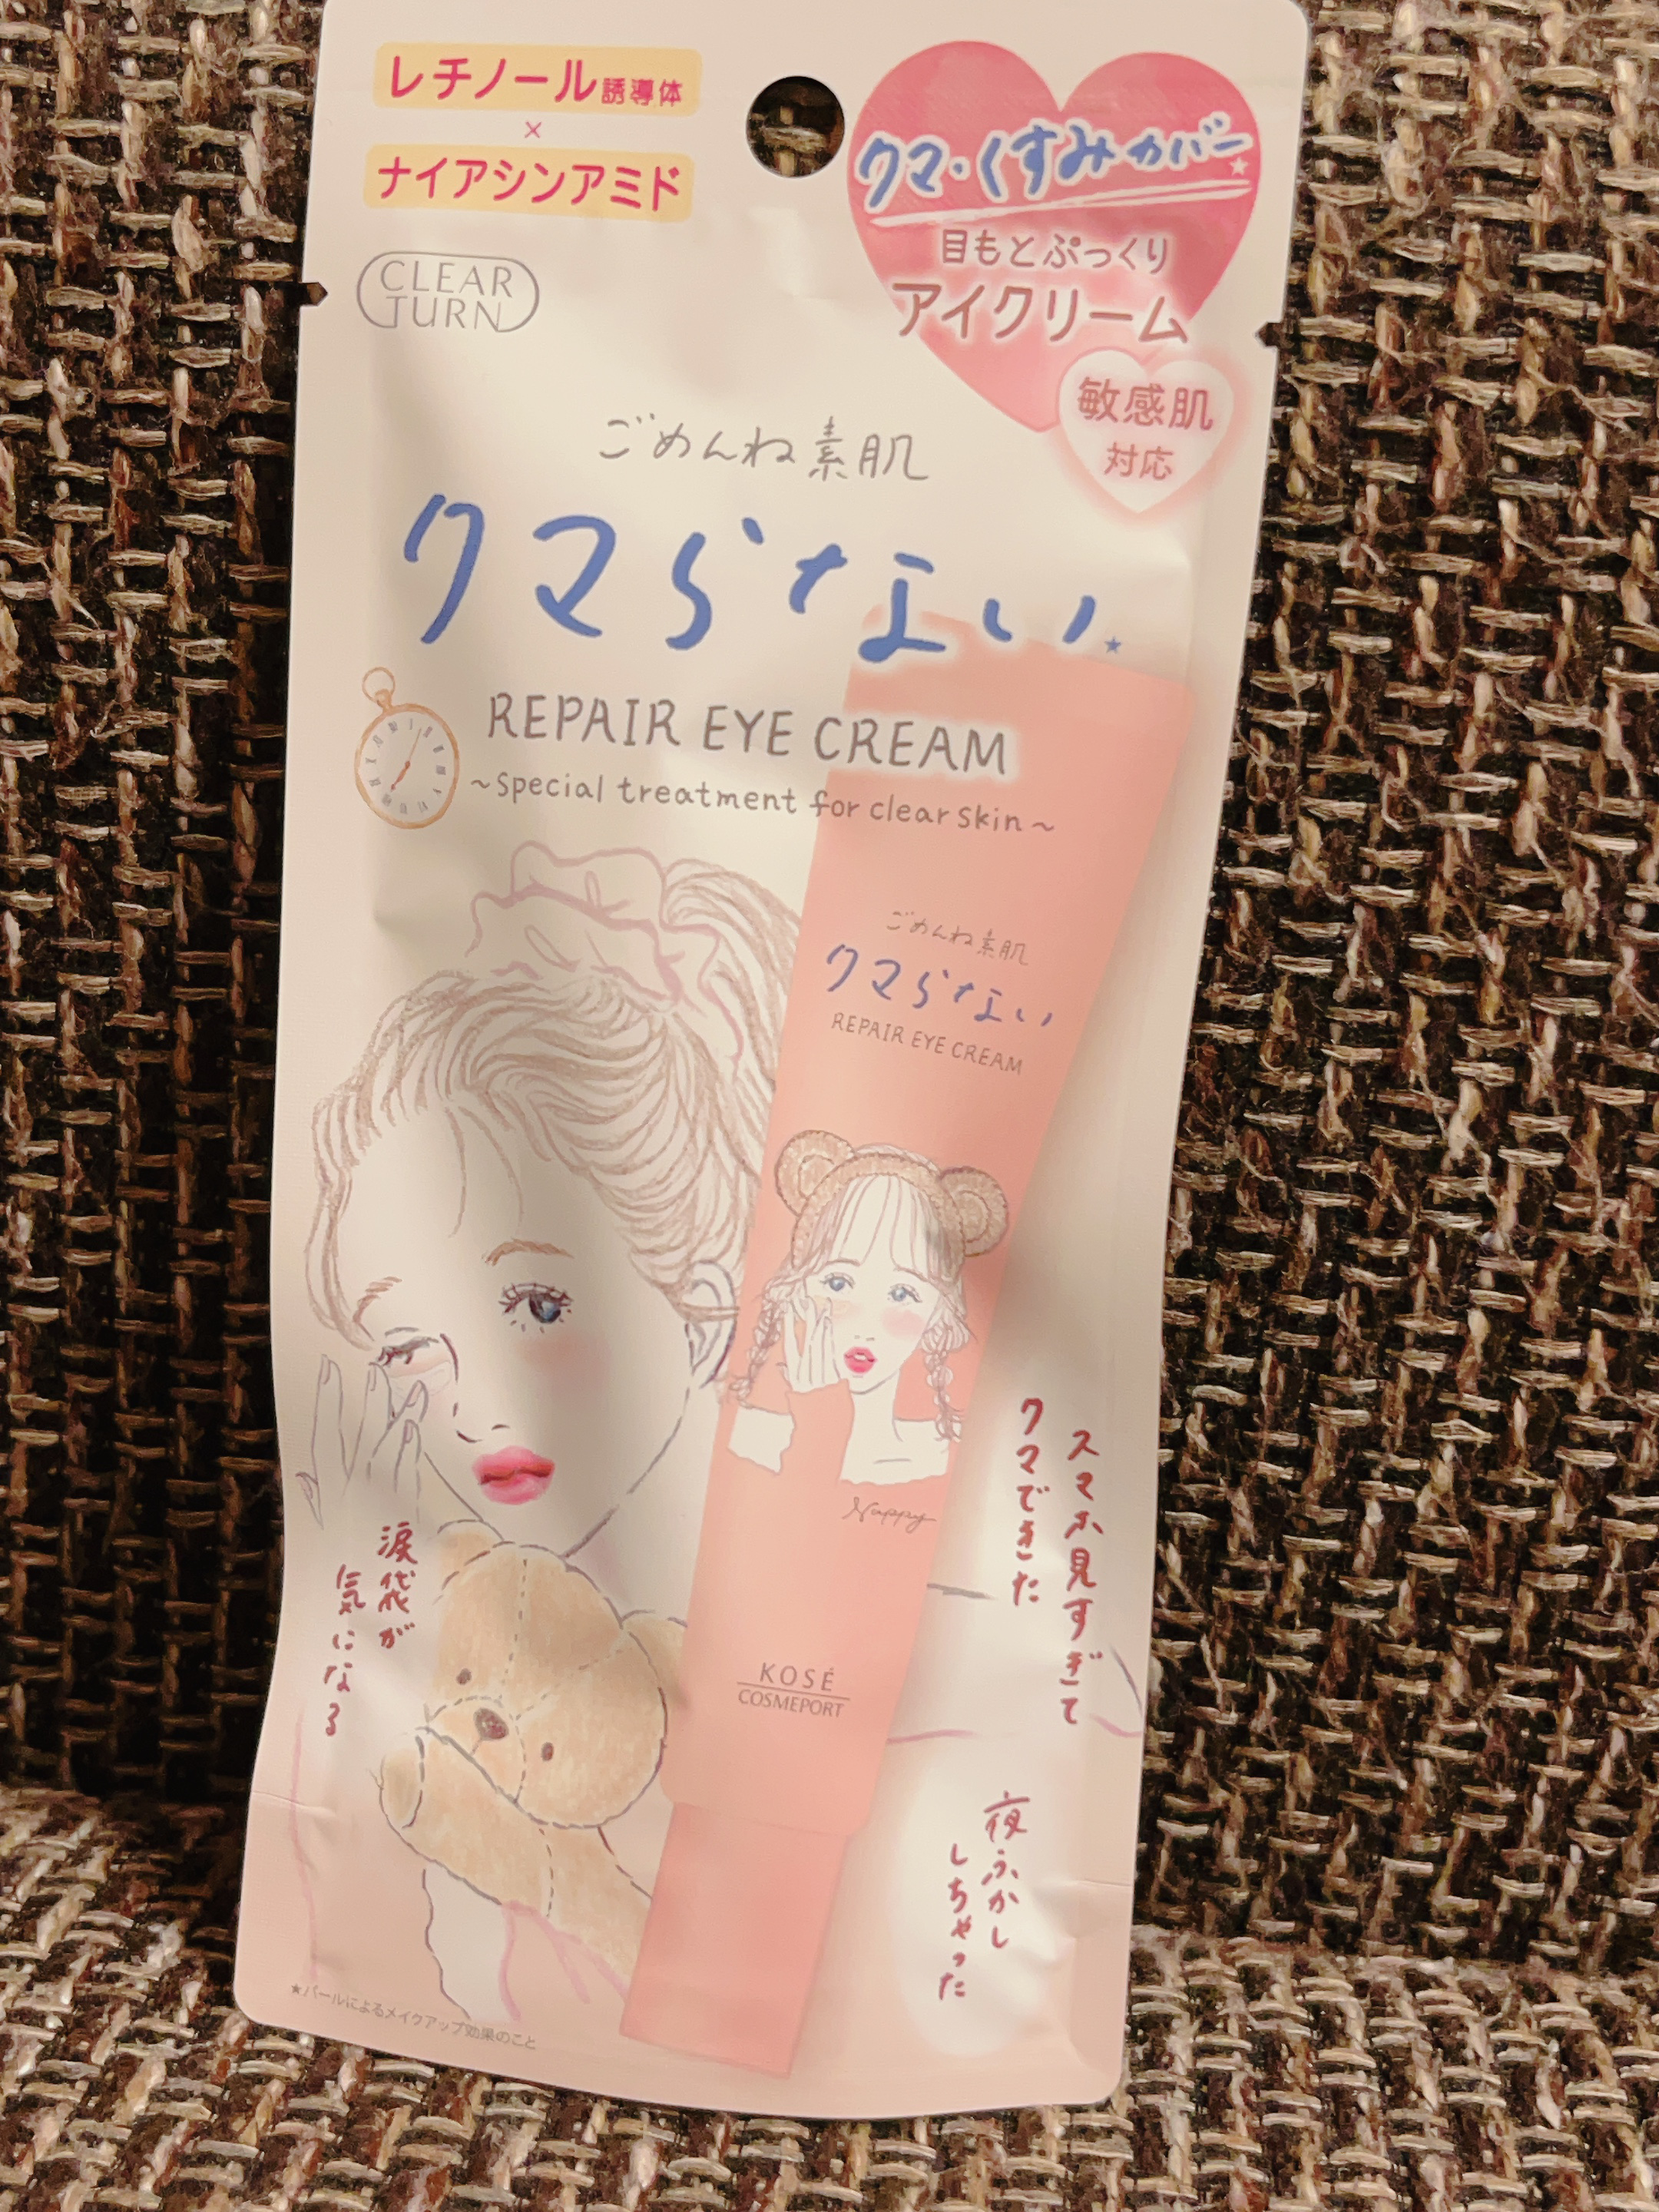 レチノール誘導体
×
ナイアシンアミド
クマ・くすみカバー★
目もとぷっくり
アイクリーム
敏感肌
対応
CLEAR
TURN
ごめんね素肌
クマらない★
REPAIR EYE CREAM
~Special treatment for clear skin~
ごめんね素肌
クマらない
REPAIR EYE CREAM
Nappy
KOSÉ
COSMEPORT
スマホ見すぎて
クマできた
涙袋が
気になる
夜ふかし
しちゃった
★パールによるメイクアップ効果のこと